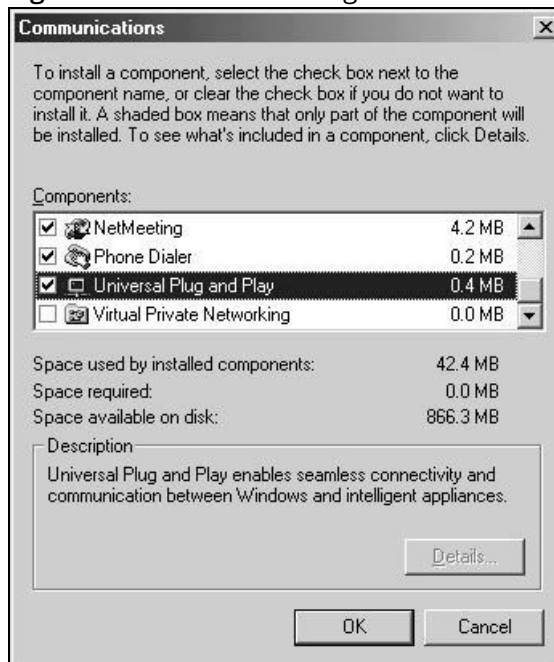 Communications
To install a component, select the check box next to the
component name, or clear the check box if you do not want to
install it. A shaded box means that only part of the component will
be installed. To see what's included in a component, click Details.
Components:
NetMeeting 4.2 MB
Phone Dialer 0.2 MB
Universal Plug and Play 0.4 MB
Virtual Private Networking 0.0 MB
Space used by installed components: 42.4 MB
Space required: 0.0 MB
Space available on disk: 866.3 MB
Description
Universal Plug and Play enables seamless connectivity and
communication between Windows and intelligent appliances.
Details...
OK Cancel